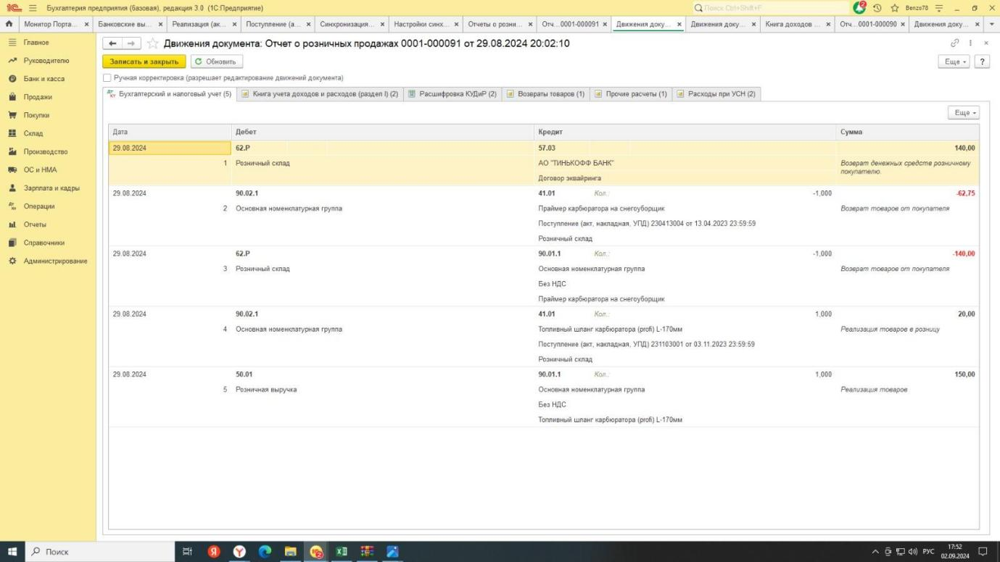 1С Бухгалтерия предприятия (базовая), редакция 3.0 (1С:Предприятие) Поиск Ctrl+Shift+F 2 Benzo78
Монитор Порта... Банковские вы... Реализация (ак... Поступление (а... Синхронизация... Настройки синх... Отчеты о розни... Отч...0001-000091 Движения доку... Движения доку... Книга доходов ... Отч...0001-000090 Движения доку...
Главное
Руководителю
Банк и касса
Продажи
Покупки
Склад
Производство
ОС и НМА
Зарплата и кадры
Операции
Отчеты
Справочники
Администрирование
Движения документа: Отчет о розничных продажах 0001-000091 от 29.08.2024 20:02:10
Записать и закрыть Обновить Еще ?
Ручная корректировка (разрешает редактирование движений документа)
Бухгалтерский и налоговый учет (5) Книга учета доходов и расходов (раздел I) (2) Расшифровка КУДиР (2) Возвраты товаров (1) Прочие расчеты (1) Расходы при УСН (2)
Еще
Дата Дебет Кредит Сумма
29.08.2024 62.Р 57.03 140,00
1 Розничный склад АО "ТИНЬКОФФ БАНК" Возврат денежных средств розничному
покупателю.
Договор эквайринга
29.08.2024 90.02.1 41.01 Кол.: -1,000 -62,75
2 Основная номенклатурная группа Праймер карбюратора на снегоуборщик Возврат товаров от покупателя
Поступление (акт, накладная, УПД) 230413004 от 13.04.2023 23:59:59
Розничный склад
29.08.2024 62.Р 90.01.1 Кол.: -1,000 -140,00
3 Розничный склад Основная номенклатурная группа Возврат товаров от покупателя
Без НДС
Праймер карбюратора на снегоуборщик
29.08.2024 90.02.1 41.01 Кол.: 1,000 20,00
4 Основная номенклатурная группа Топливный шланг карбюратора (profi) L-170мм Реализация товаров в розницу
Поступление (акт, накладная, УПД) 231103001 от 03.11.2023 23:59:59
Розничный склад
29.08.2024 50.01 90.01.1 Кол.: 1,000 150,00
5 Розничная выручка Основная номенклатурная группа Реализация товаров
Без НДС
Топливный шланг карбюратора (profi) L-170мм
Поиск РУС 17:52
02.09.2024